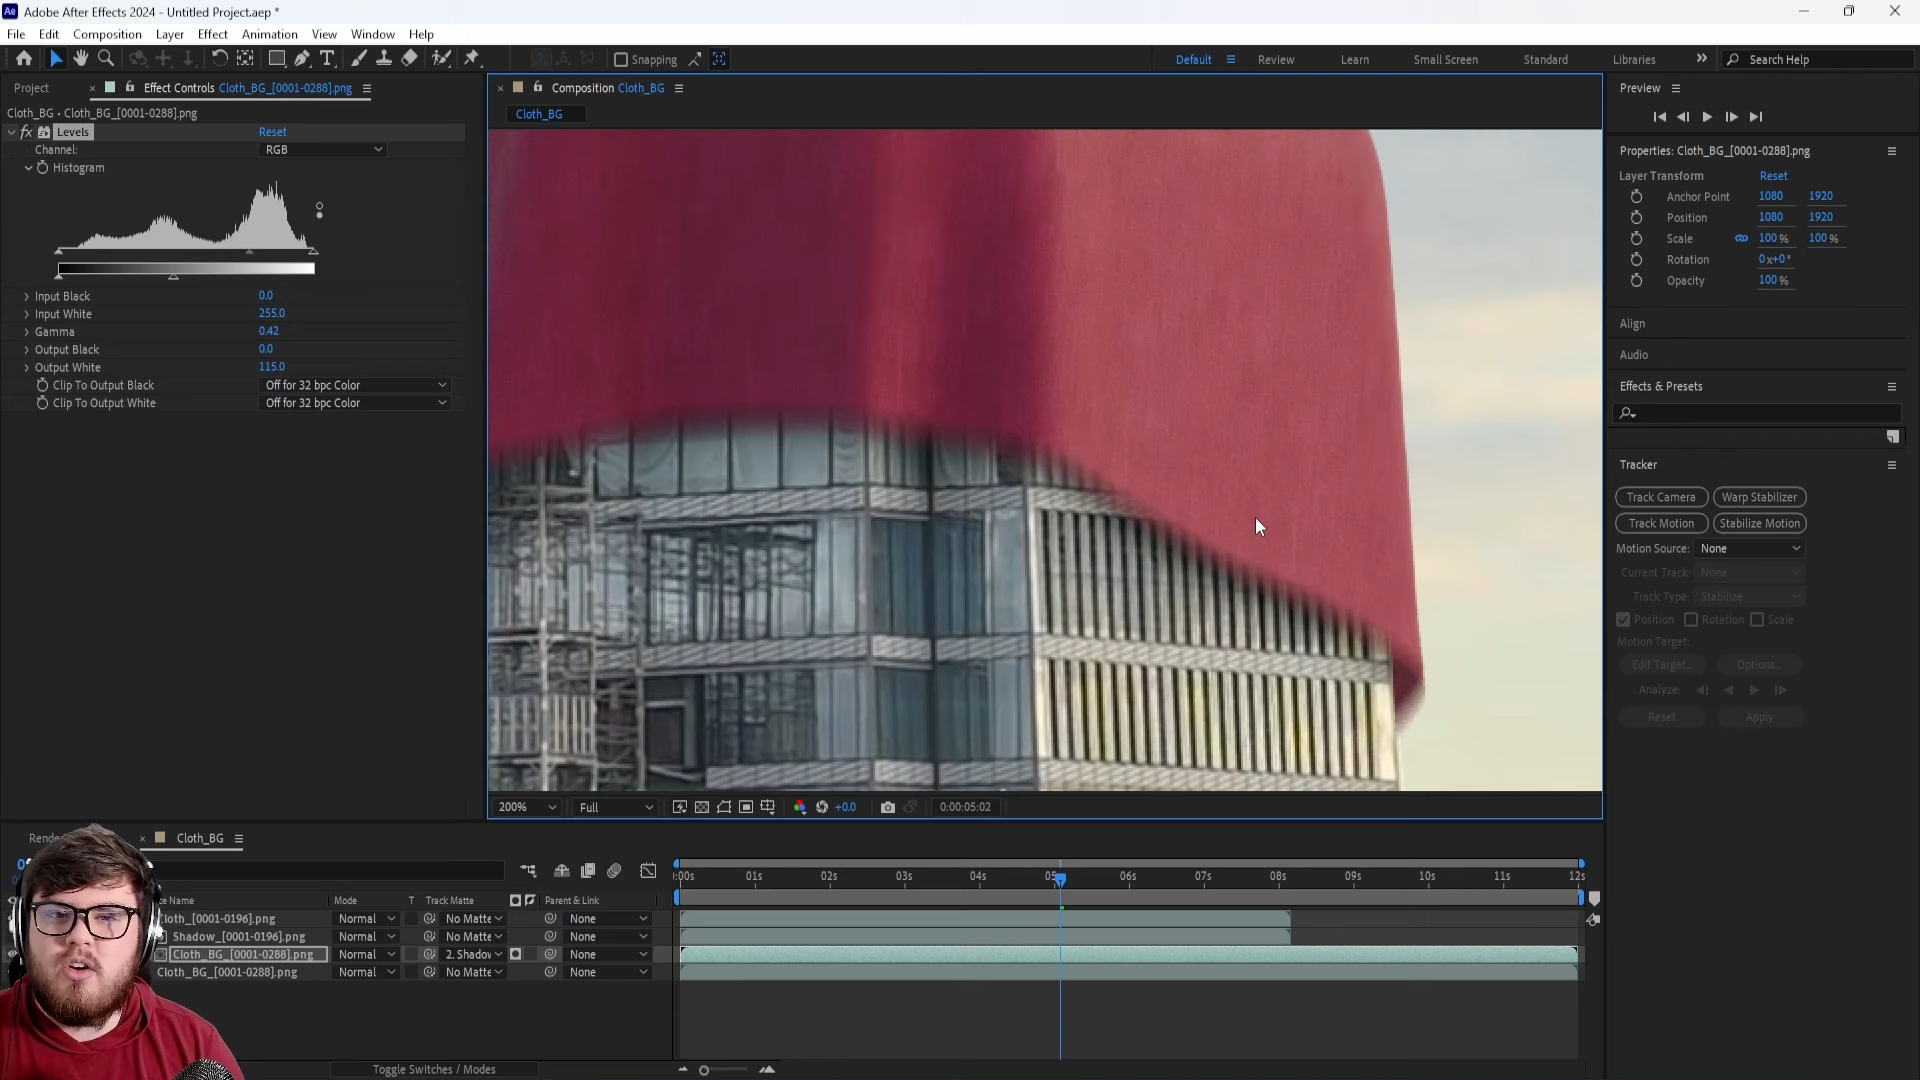 Adobe After Effects 2024 - Untitled Project.aep *
File Edit Composition Layer Effect Animation View Window Help
Snapping Default Review Learn Small Screen Standard Libraries Search Help
Project Effect Controls Cloth_BG_[0001-0288].png
Cloth_BG • Cloth_BG_[0001-0288].png
fx Levels Reset
Channel: RGB
Histogram
Input Black 0.0
Input White 255.0
Gamma 0.42
Output Black 0.0
Output White 115.0
Clip To Output Black Off for 32 bpc Color
Clip To Output White Off for 32 bpc Color
Composition Cloth_BG
Cloth_BG
200% Full +0.0 0:00:05:02
Preview
Properties: Cloth_BG_[0001-0288].png
Layer Transform Reset
Anchor Point 1080 1920
Position 1080 1920
Scale 100 % 100 %
Rotation 0x+0°
Opacity 100 %
Align
Audio
Effects & Presets
Tracker
Track Camera Warp Stabilizer
Track Motion Stabilize Motion
Motion Source: None
Current Track: None
Track Type: Stabilize
Position Rotation Scale
Motion Target:
Edit Target... Options...
Analyze:
Reset Apply
Rende Cloth_BG
Name Mode T Track Matte Parent & Link
:00s 01s 02s 03s 04s 05 06s 07s 08s 09s 10s 11s 12s
Cloth_[0001-0196].png Normal No Matte None
Shadow_[0001-0196].png Normal No Matte None
Cloth_BG_[0001-0288].png Normal 2. Shadov None
Cloth_BG_[0001-0288].png Normal No Matte None
Toggle Switches / Modes